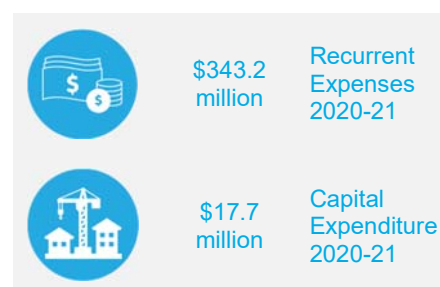 $
$
$343.2
million
Recurrent
Expenses
2020-21
$17.7
million
Capital
Expenditure
2020-21